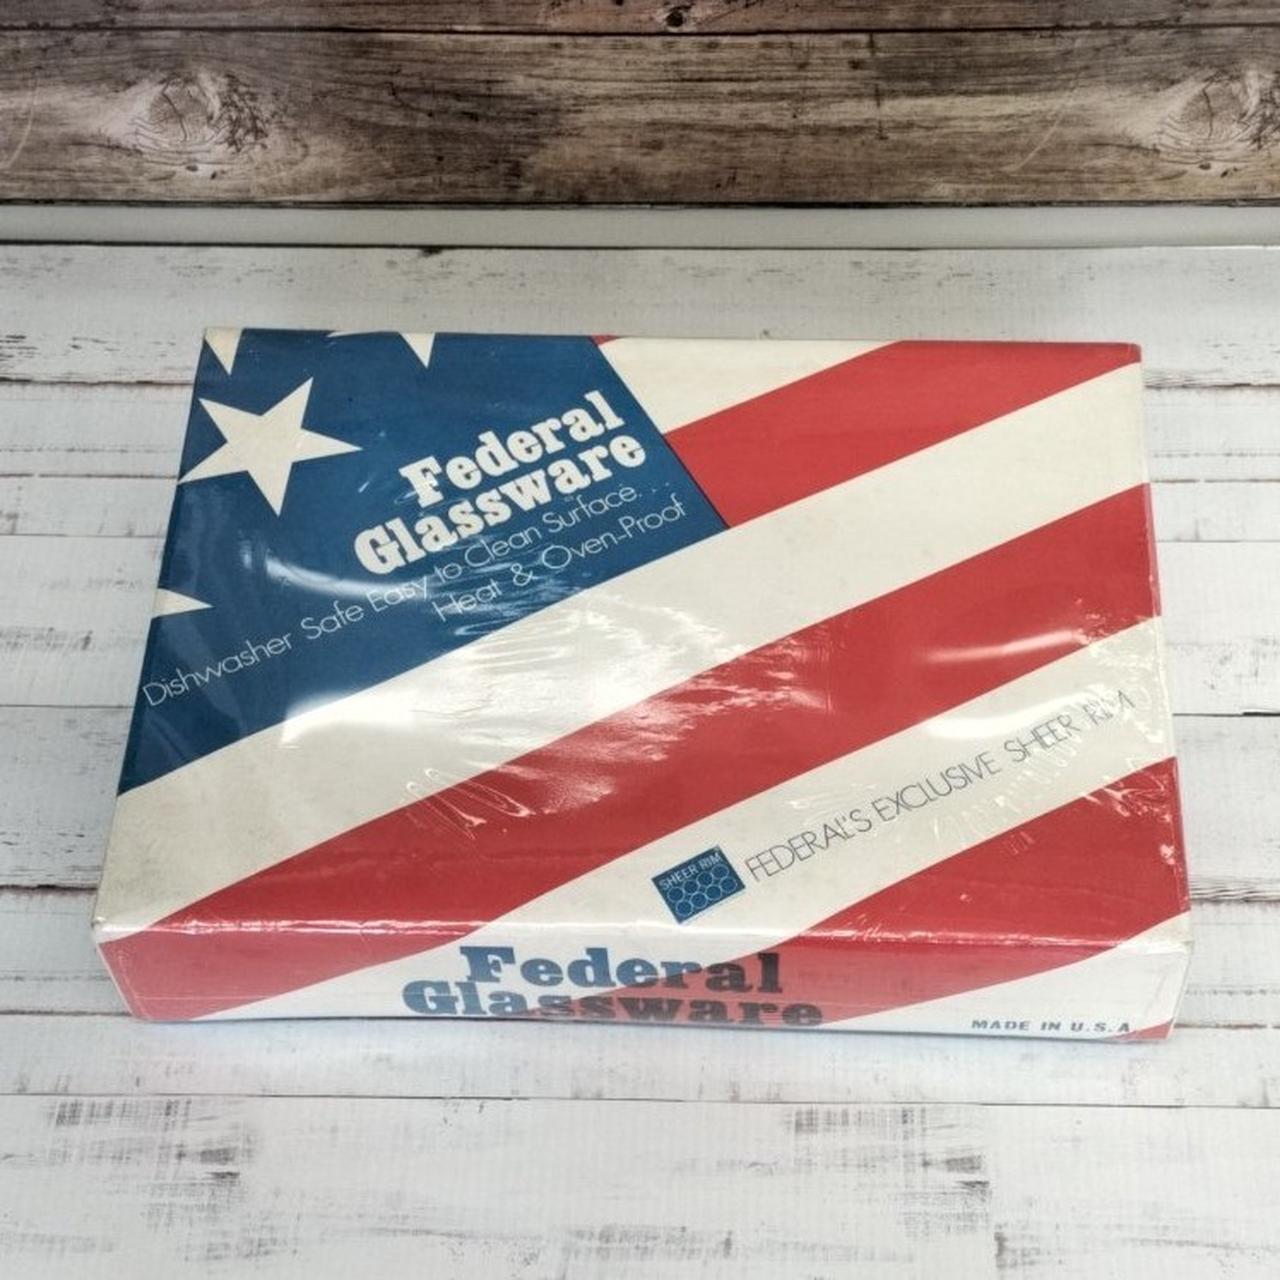 Federal
Glassware
Dishwasher Safe Easy to Clean Surface...
Heat & Oven-Proof
SHEER RIM
FEDERAL'S EXCLUSIVE SHEER RIM
Federal
Glassware
MADE IN U.S.A